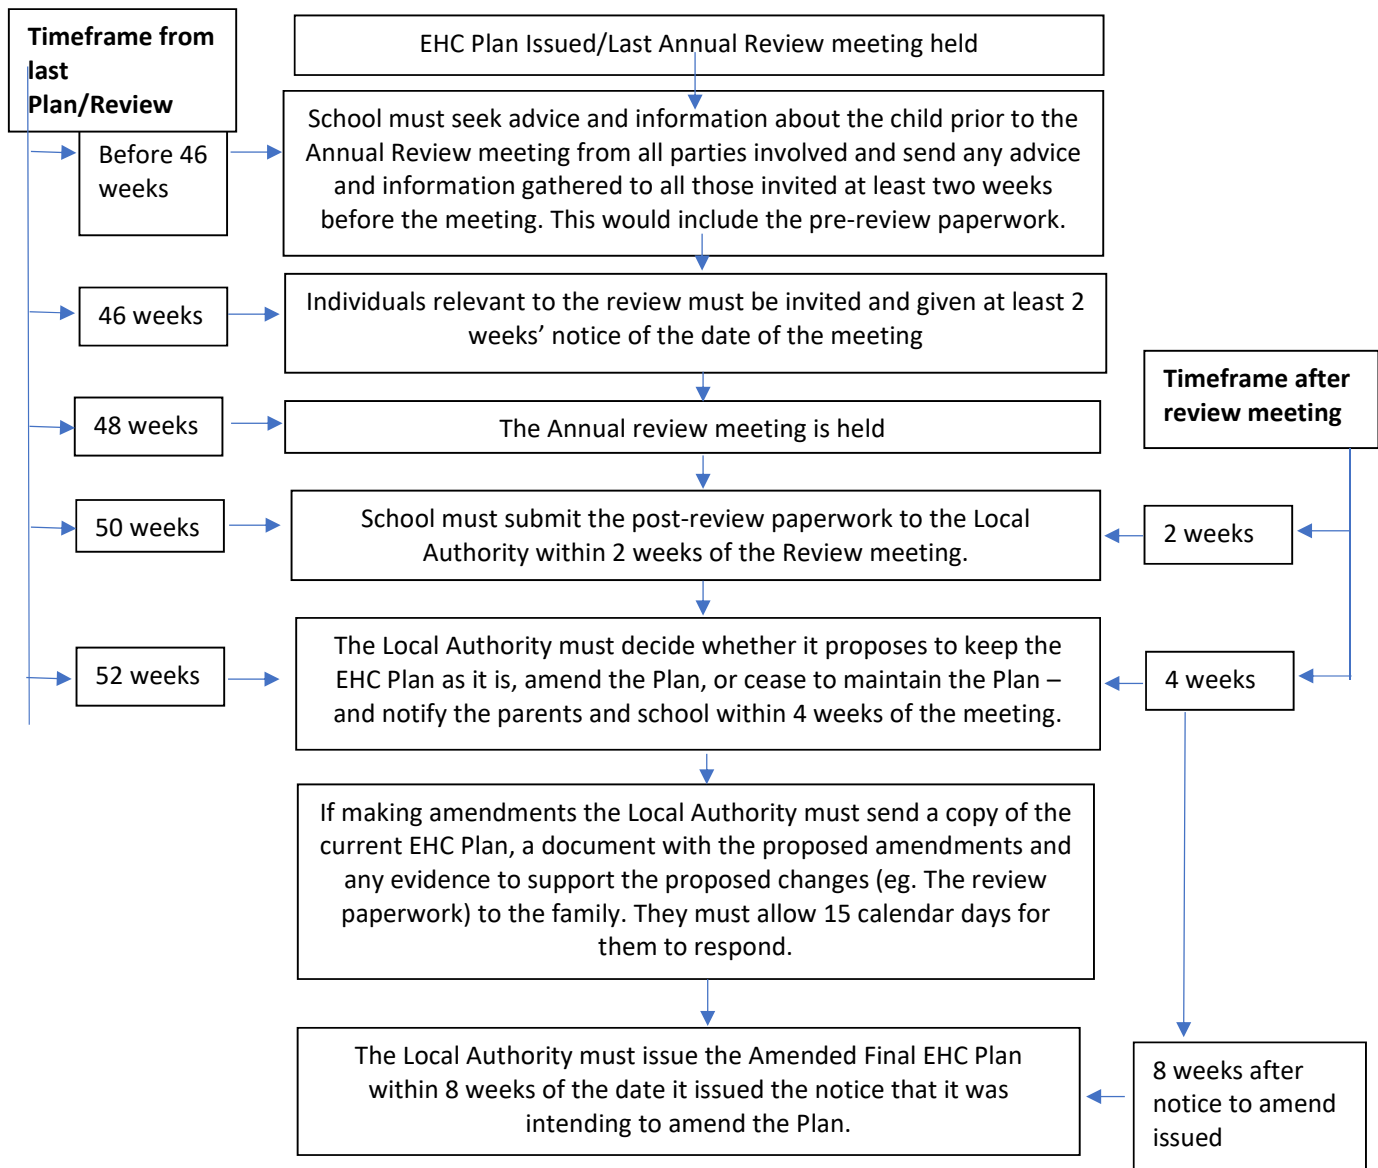 Timeframe from
last
Plan/Review
EHC Plan Issued/Last Annual Review meeting held
Before 46
weeks
School must seek advice and information about the child prior to the
Annual Review meeting from all parties involved and send any advice
and information gathered to all those invited at least two weeks
before the meeting. This would include the pre-review paperwork.
46 weeks
Individuals relevant to the review must be invited and given at least 2
weeks’ notice of the date of the meeting
Timeframe after
review meeting
48 weeks
The Annual review meeting is held
50 weeks
School must submit the post-review paperwork to the Local
Authority within 2 weeks of the Review meeting.
2 weeks
52 weeks
The Local Authority must decide whether it proposes to keep the
EHC Plan as it is, amend the Plan, or cease to maintain the Plan –
and notify the parents and school within 4 weeks of the meeting.
4 weeks
If making amendments the Local Authority must send a copy of the
current EHC Plan, a document with the proposed amendments and
any evidence to support the proposed changes (eg. The review
paperwork) to the family. They must allow 15 calendar days for
them to respond.
The Local Authority must issue the Amended Final EHC Plan
within 8 weeks of the date it issued the notice that it was
intending to amend the Plan.
8 weeks after
notice to amend
issued